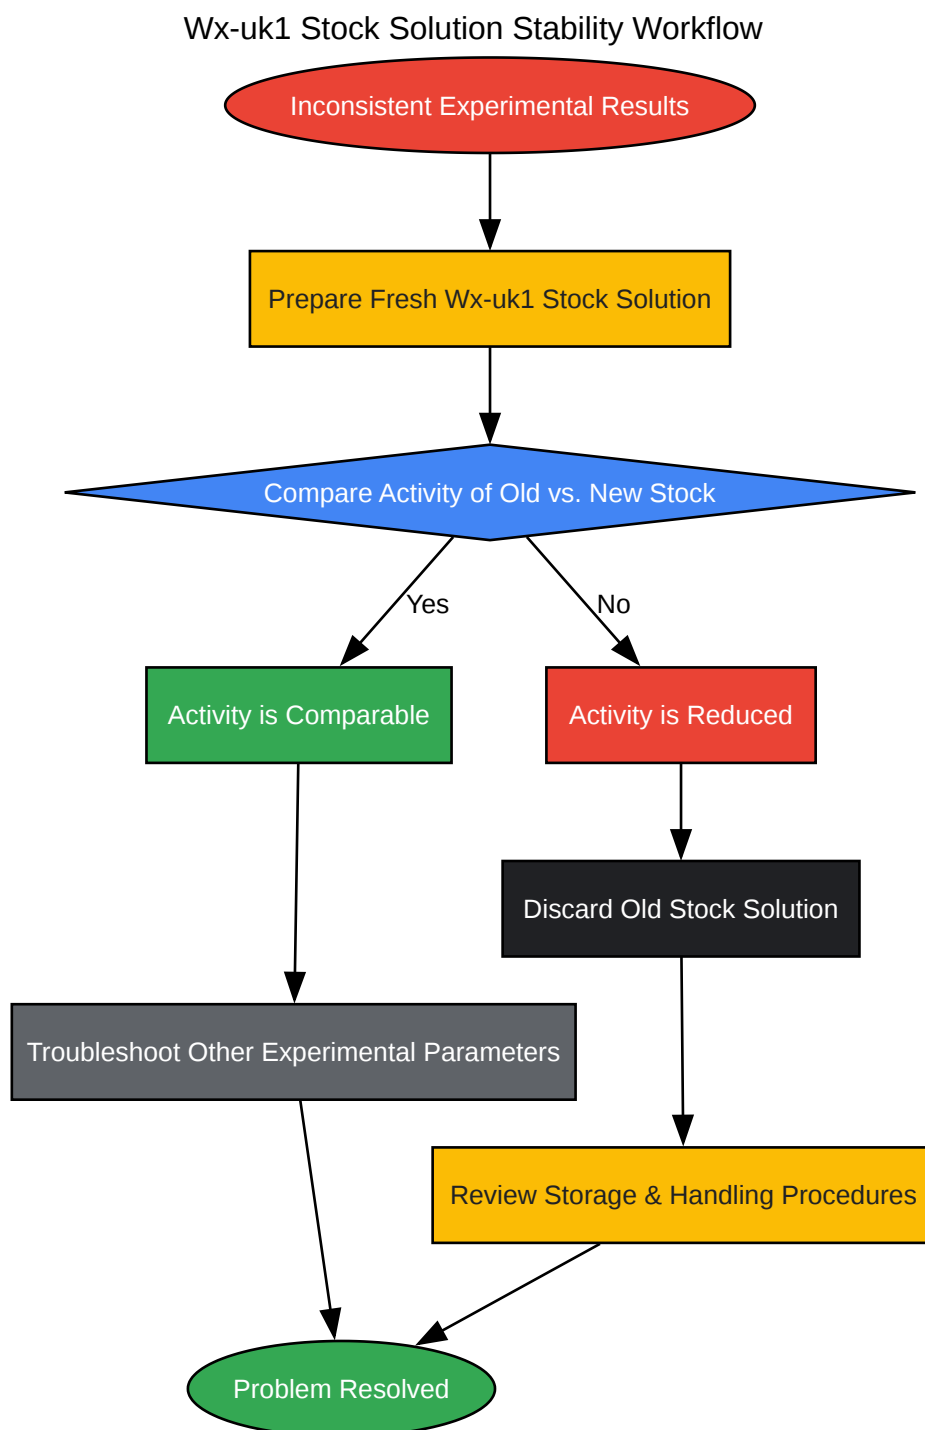 Wx-uk1 Stock Solution Stability Workflow
Inconsistent Experimental Results
Prepare Fresh Wx-uk1 Stock Solution
Compare Activity of Old vs. New Stock
Yes
No
Activity is Comparable
Activity is Reduced
Discard Old Stock Solution
Troubleshoot Other Experimental Parameters
Review Storage & Handling Procedures
Problem Resolved